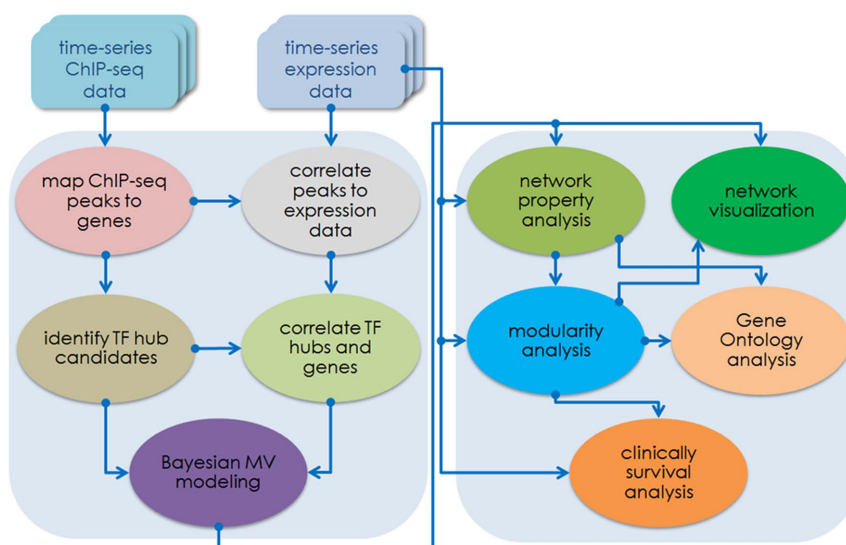 time-series
ChIP-seq
data
time-series
expression
data
map ChIP-seq
peaks to
genes
correlate
peaks to
expression
data
network
property
analysis
network
visualization
identify TF hub
candidates
correlate TF
hubs and
genes
modularity
analysis
Gene
Ontology
analysis
Bayesian MV
modeling
clinically
survival
analysis